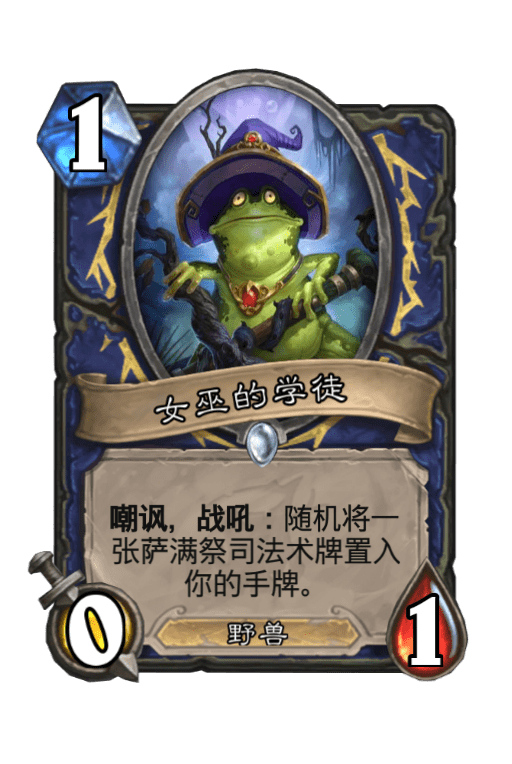 1
女巫的学徒
嘲讽，战吼：随机将一
张萨满祭司法术牌置入
你的手牌。
0
野兽
1